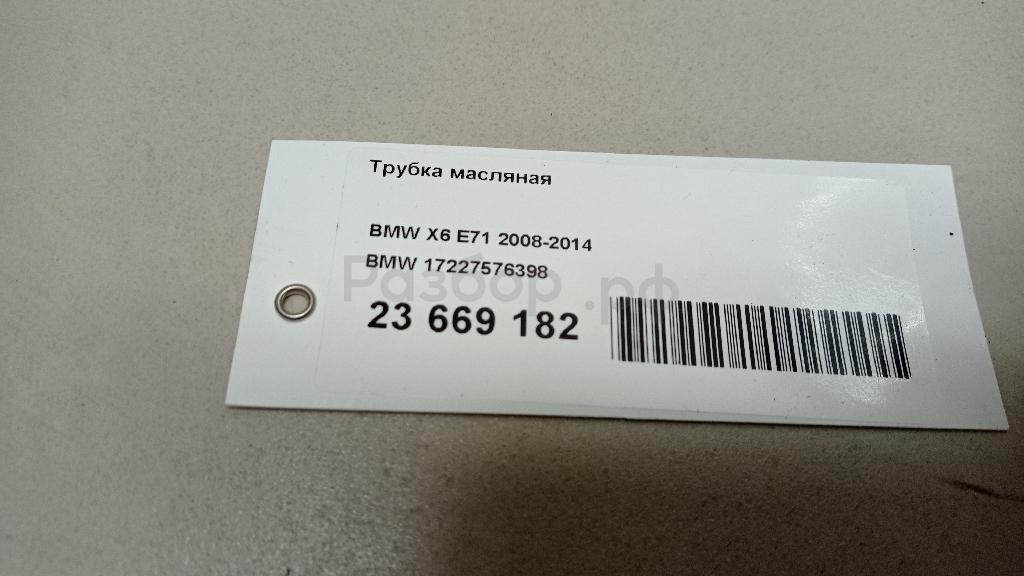 Трубка масляная
BMW X6 E71 2008-2014
BMW 17227576398
Разбор.рф
23 669 182